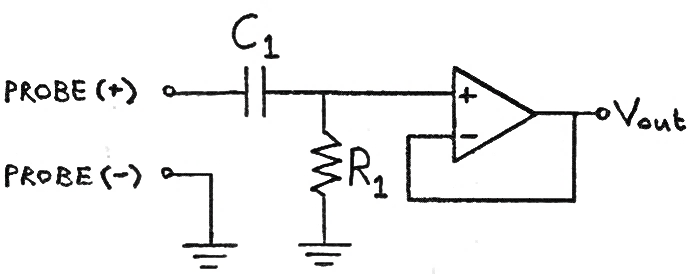 C1
PROBE (+)
+
Vout
−
PROBE (-)
R1